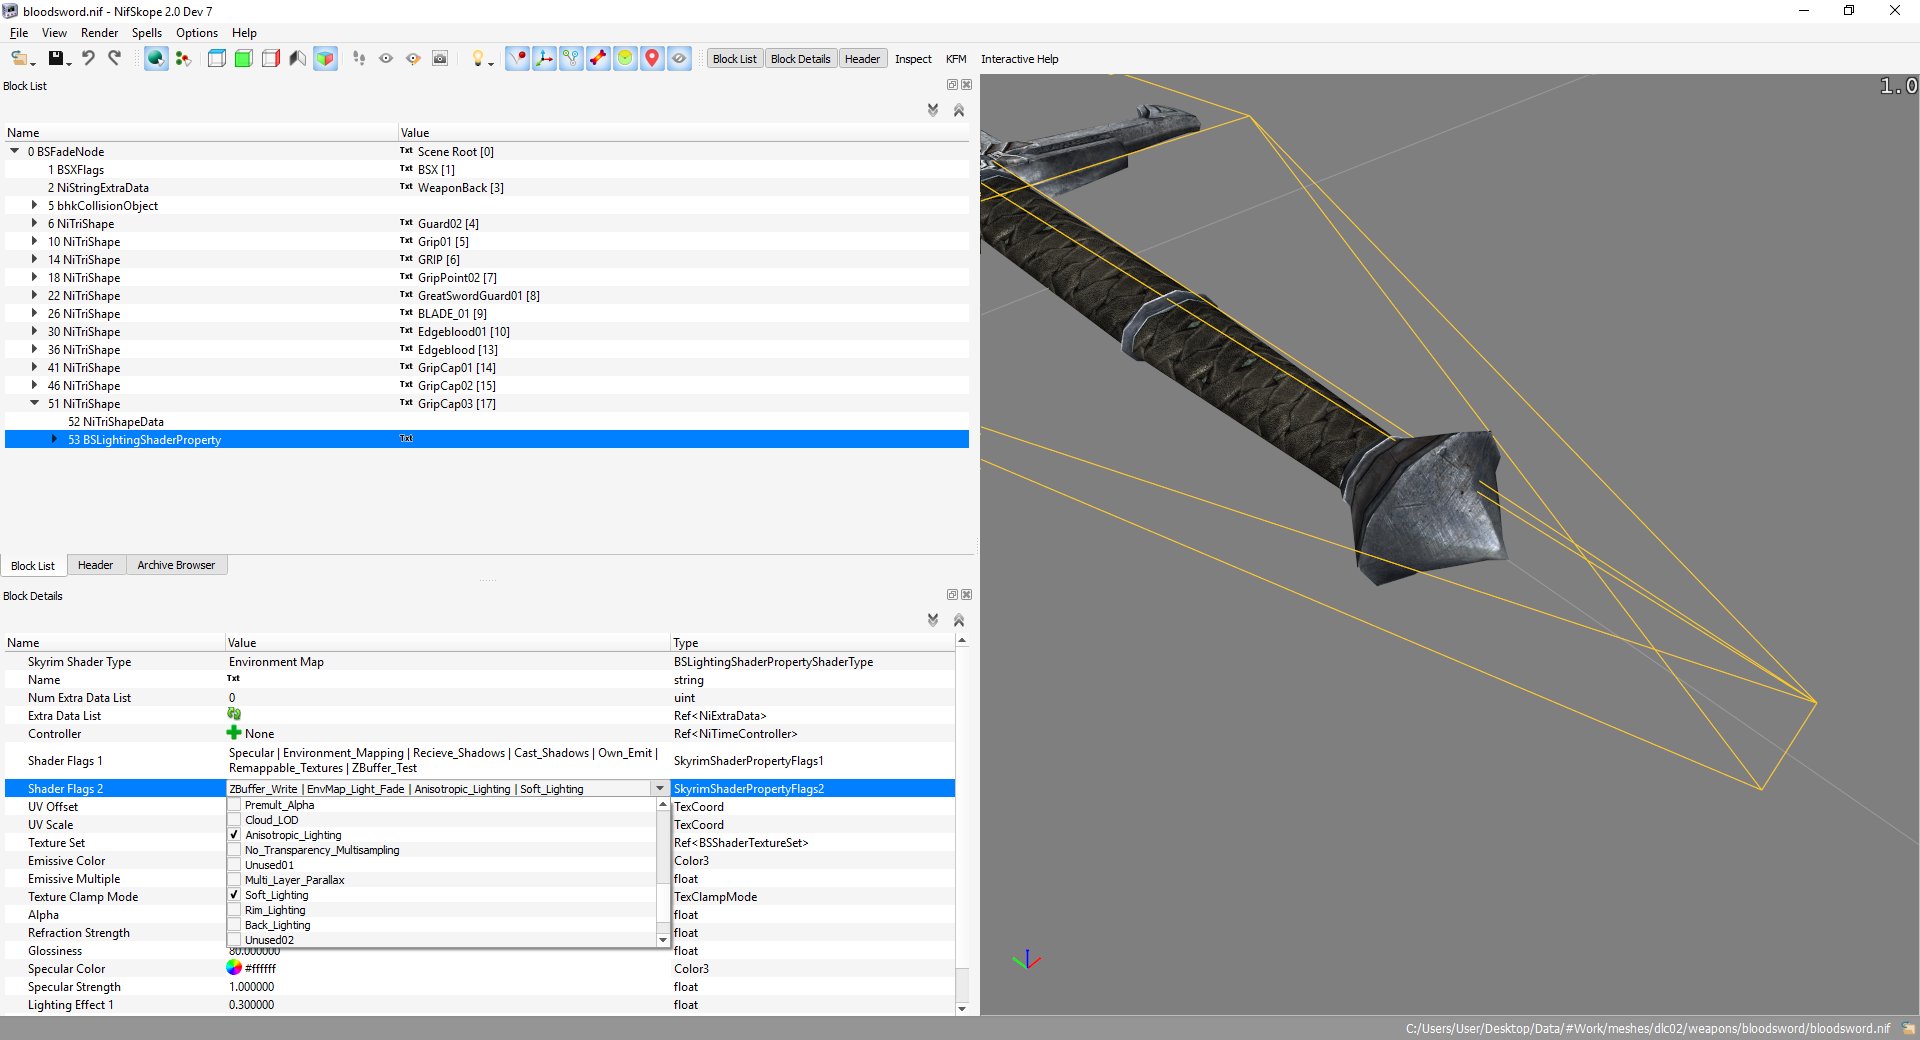 bloodsword.nif - NifSkope 2.0 Dev 7
File View Render Spells Options Help
Block List Block Details Header Inspect KFM Interactive Help
Block List
Name Value
0 BSFadeNode Txt Scene Root [0]
1 BSXFlags Txt BSX [1]
2 NiStringExtraData Txt WeaponBack [3]
5 bhkCollisionObject
6 NiTriShape Txt Guard02 [4]
10 NiTriShape Txt Grip01 [5]
14 NiTriShape Txt GRIP [6]
18 NiTriShape Txt GripPoint02 [7]
22 NiTriShape Txt GreatSwordGuard01 [8]
26 NiTriShape Txt BLADE_01 [9]
30 NiTriShape Txt Edgeblood01 [10]
36 NiTriShape Txt Edgeblood [13]
41 NiTriShape Txt GripCap01 [14]
46 NiTriShape Txt GripCap02 [15]
51 NiTriShape Txt GripCap03 [17]
52 NiTriShapeData
53 BSLightingShaderProperty Txt
Block List Header Archive Browser
Block Details
Name Value Type
Skyrim Shader Type Environment Map BSLightingShaderPropertyShaderType
Name Txt string
Num Extra Data List 0 uint
Extra Data List Ref<NiExtraData>
Controller None Ref<NiTimeController>
Shader Flags 1 Specular | Environment_Mapping | Recieve_Shadows | Cast_Shadows | Own_Emit |
Remappable_Textures | ZBuffer_Test SkyrimShaderPropertyFlags1
Shader Flags 2 ZBuffer_Write | EnvMap_Light_Fade | Anisotropic_Lighting | Soft_Lighting SkyrimShaderPropertyFlags2
UV Offset Premult_Alpha TexCoord
UV Scale Cloud_LOD TexCoord
Anisotropic_Lighting
Texture Set No_Transparency_Multisampling Ref<BSShaderTextureSet>
Emissive Color Unused01 Color3
Emissive Multiple Multi_Layer_Parallax float
Texture Clamp Mode Soft_Lighting TexClampMode
Alpha Rim_Lighting float
Refraction Strength Back_Lighting float
Unused02
Glossiness 80.000000 float
Specular Color #ffffff Color3
Specular Strength 1.000000 float
Lighting Effect 1 0.300000 float
1.0
C:/Users/User/Desktop/Data/#Work/meshes/dlc02/weapons/bloodsword/bloodsword.nif